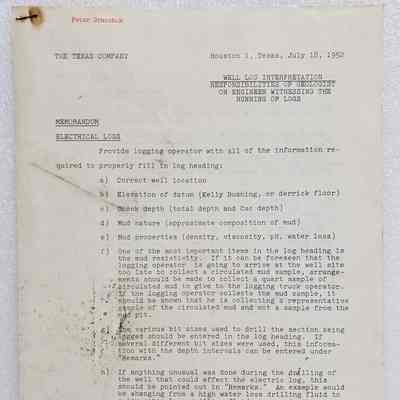 Peter
THE TEXAS COMPANY
Houston 1, Texas, July 18, 1952
WELL LOG INTERPRETATION
RESPONSIBILITIES OF GEOLOGIST
OR ENGINEER WITNESSING THE
RUNNING OF LOGS
MEMORANDUM
ELECTRICAL LOGS
Provide logging operator with all of the information re-
quired to properly fill in log heading:
a) Correct well location
b) Elevation of datum (Kelly Bushing, or derrick floor)
c) Check depth (total depth and csg depth)
d) Mud nature (approximate composition of mud)
e) Mud properties (density, viscosity, pH, water loss)
f) One of the most important items in the log heading is
the mud resistivity. If it can be foreseen that the
logging operator is going to arrive at the well site
too late to collect a circulated mud sample, arrange-
ments should be made to collect a quart sample of
circulated mud to give to the logging truck operator.
If the logging operator collects the mud sample, it
should be shown that he is collecting a representative
sample of the circulated mud and not a sample from the
mud pit.
The various bit sizes used to drill the section being
logged should be entered in the log heading. If
several different bit sizes were used, this informa-
tion with the depth intervals can be entered under
"Remarks."
h) If anything unusual was done during the drilling of
the well that could effect the electric log, this
should be pointed out in "Remarks." An example would
be changing from a high water loss drilling fluid to